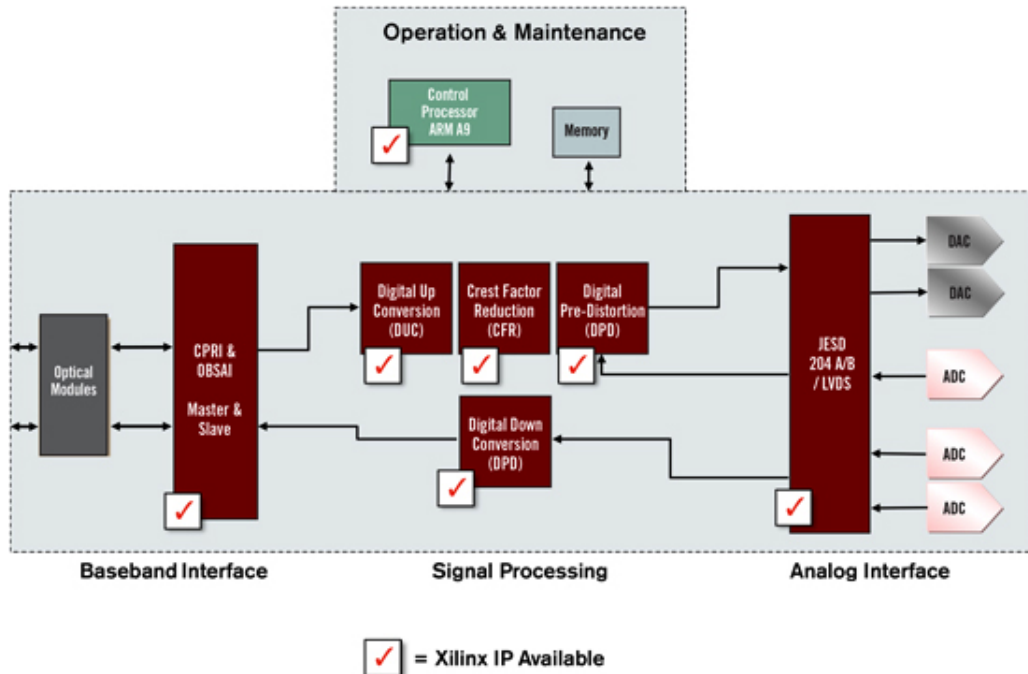 Operation & Maintenance
Control
Processor
ARM A9
Memory
Optical
Modules
CPRI &
OBSAI
Master &
Slave
Digital Up
Conversion
(DUC)
Crest Factor
Reduction
(CFR)
Digital
Pre-Distortion
(DPD)
Digital Down
Conversion
(DPD)
JESD
204 A/B
/ LVDS
DAC
DAC
ADC
ADC
ADC
Baseband Interface
Signal Processing
Analog Interface
= Xilinx IP Available